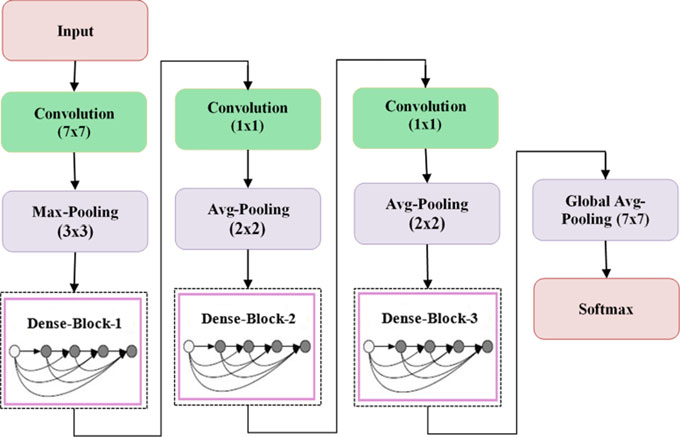 Input
Convolution
(7x7)
Max-Pooling
(3x3)
Dense-Block-1
Convolution
(1x1)
Avg-Pooling
(2x2)
Dense-Block-2
Convolution
(1x1)
Avg-Pooling
(2x2)
Dense-Block-3
Global Avg-
Pooling (7x7)
Softmax